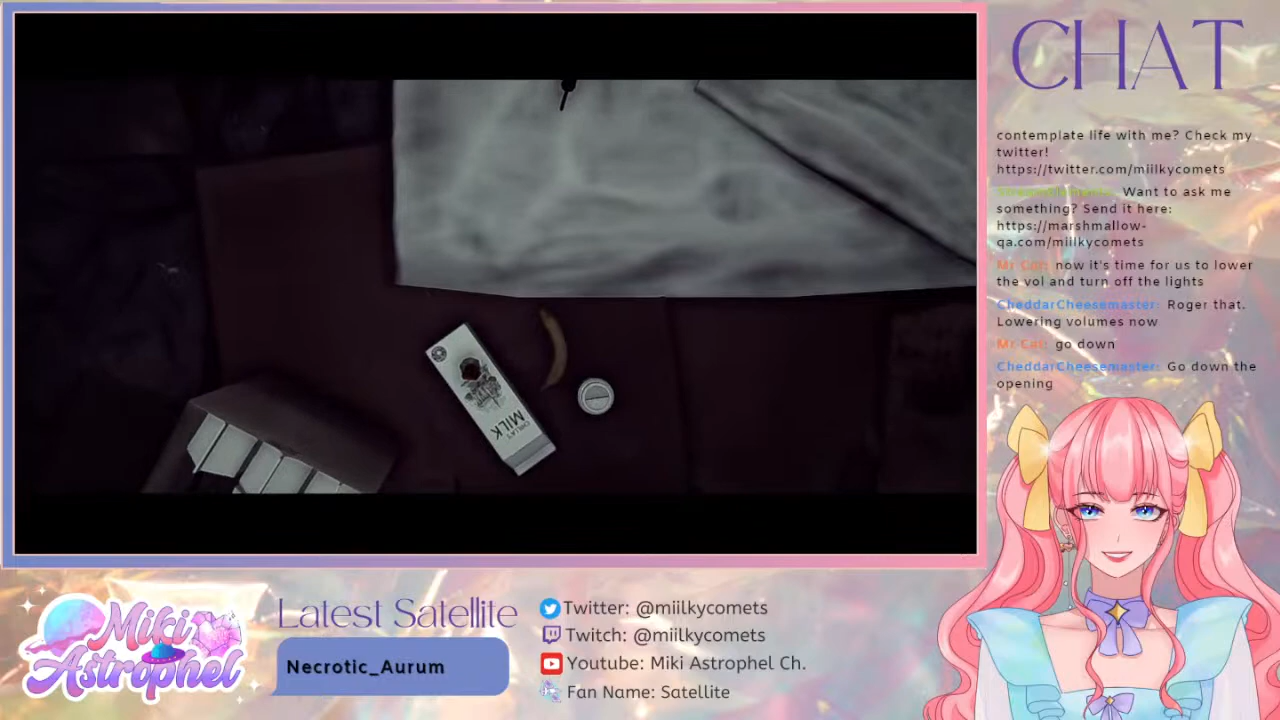 CHAT
contemplate life with me? Check my
twitter!
https://twitter.com/miilkycomets
Want to ask me
something? Send it here:
https://marshmallow-
qa.com/miilkycomets
Mr Cat: now it's time for us to lower
the vol and turn off the lights
CheddarCheesemaster: Roger that.
Lowering volumes now
Mr Cat: go down
CheddarCheesemaster: Go down the
opening
MILK
Miki
Astrophel
Latest Satellite
Necrotic_Aurum
Twitter: @miilkycomets
Twitch: @miilkycomets
Youtube: Miki Astrophel Ch.
Fan Name: Satellite